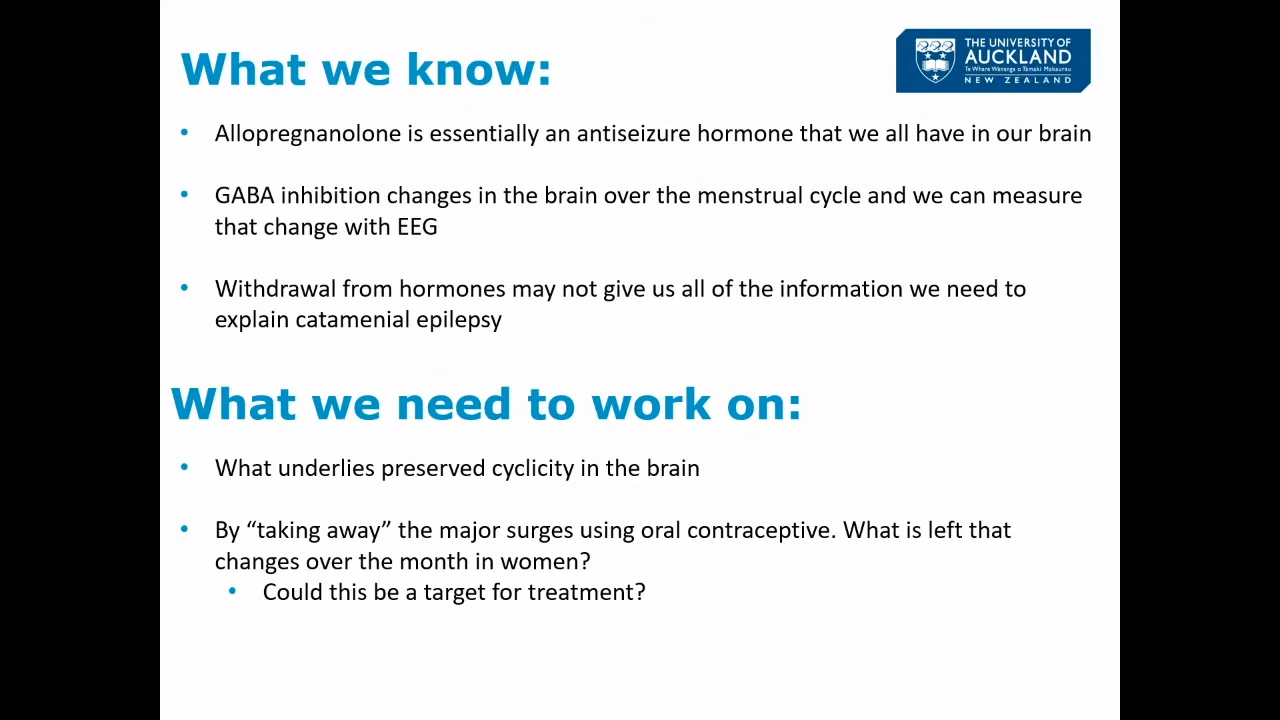 What we know:
THE UNIVERSITY OF
AUCKLAND
Te Whare Wānanga o Tāmaki Makaurau
NEW ZEALAND
• Allopregnanolone is essentially an antiseizure hormone that we all have in our brain
• GABA inhibition changes in the brain over the menstrual cycle and we can measure
that change with EEG
• Withdrawal from hormones may not give us all of the information we need to
explain catamenial epilepsy
What we need to work on:
• What underlies preserved cyclicity in the brain
• By “taking away” the major surges using oral contraceptive. What is left that
changes over the month in women?
• Could this be a target for treatment?